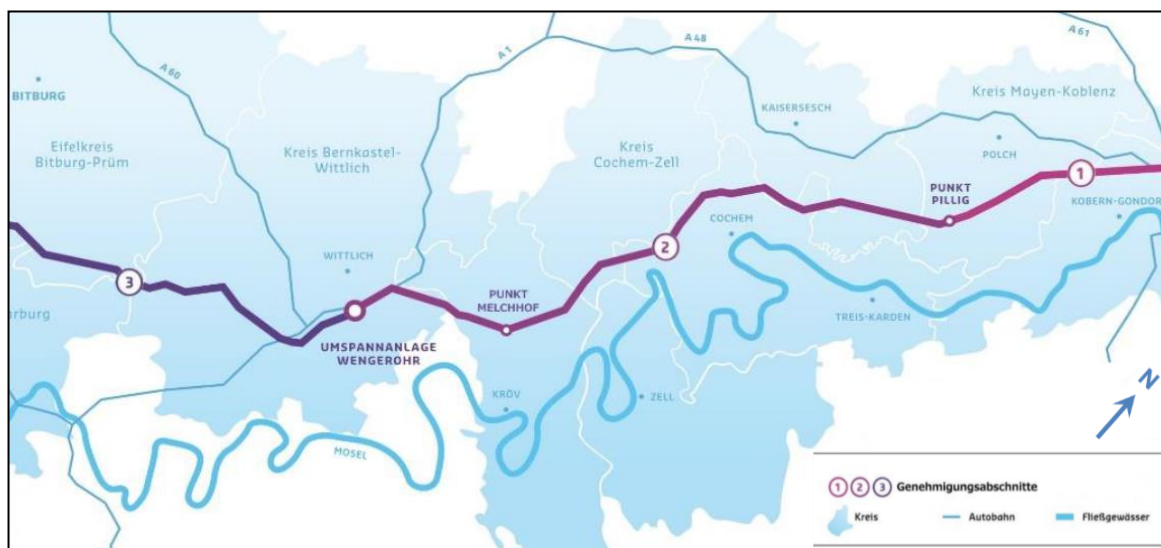 A 61
A 48
A 1
A 60
BITBURG
KAISERSESCH
Kreis Mayen-Koblenz
Eifelkreis
Bitburg-Prüm
Kreis Bernkastel-
Wittlich
Kreis
Cochem-Zell
POLCH
1
PUNKT
PILLIG
KOBERN-GONDOR
COCHEM
2
WITTLICH
3
PUNKT
MELCHHOF
TREIS-KARDEN
UMSPANNANLAGE
WENGEROHR
KRÖV
ZELL
N
MOSEL
1 2 3 Genehmigungsabschnitte
Kreis
Autobahn
Fließgewässer